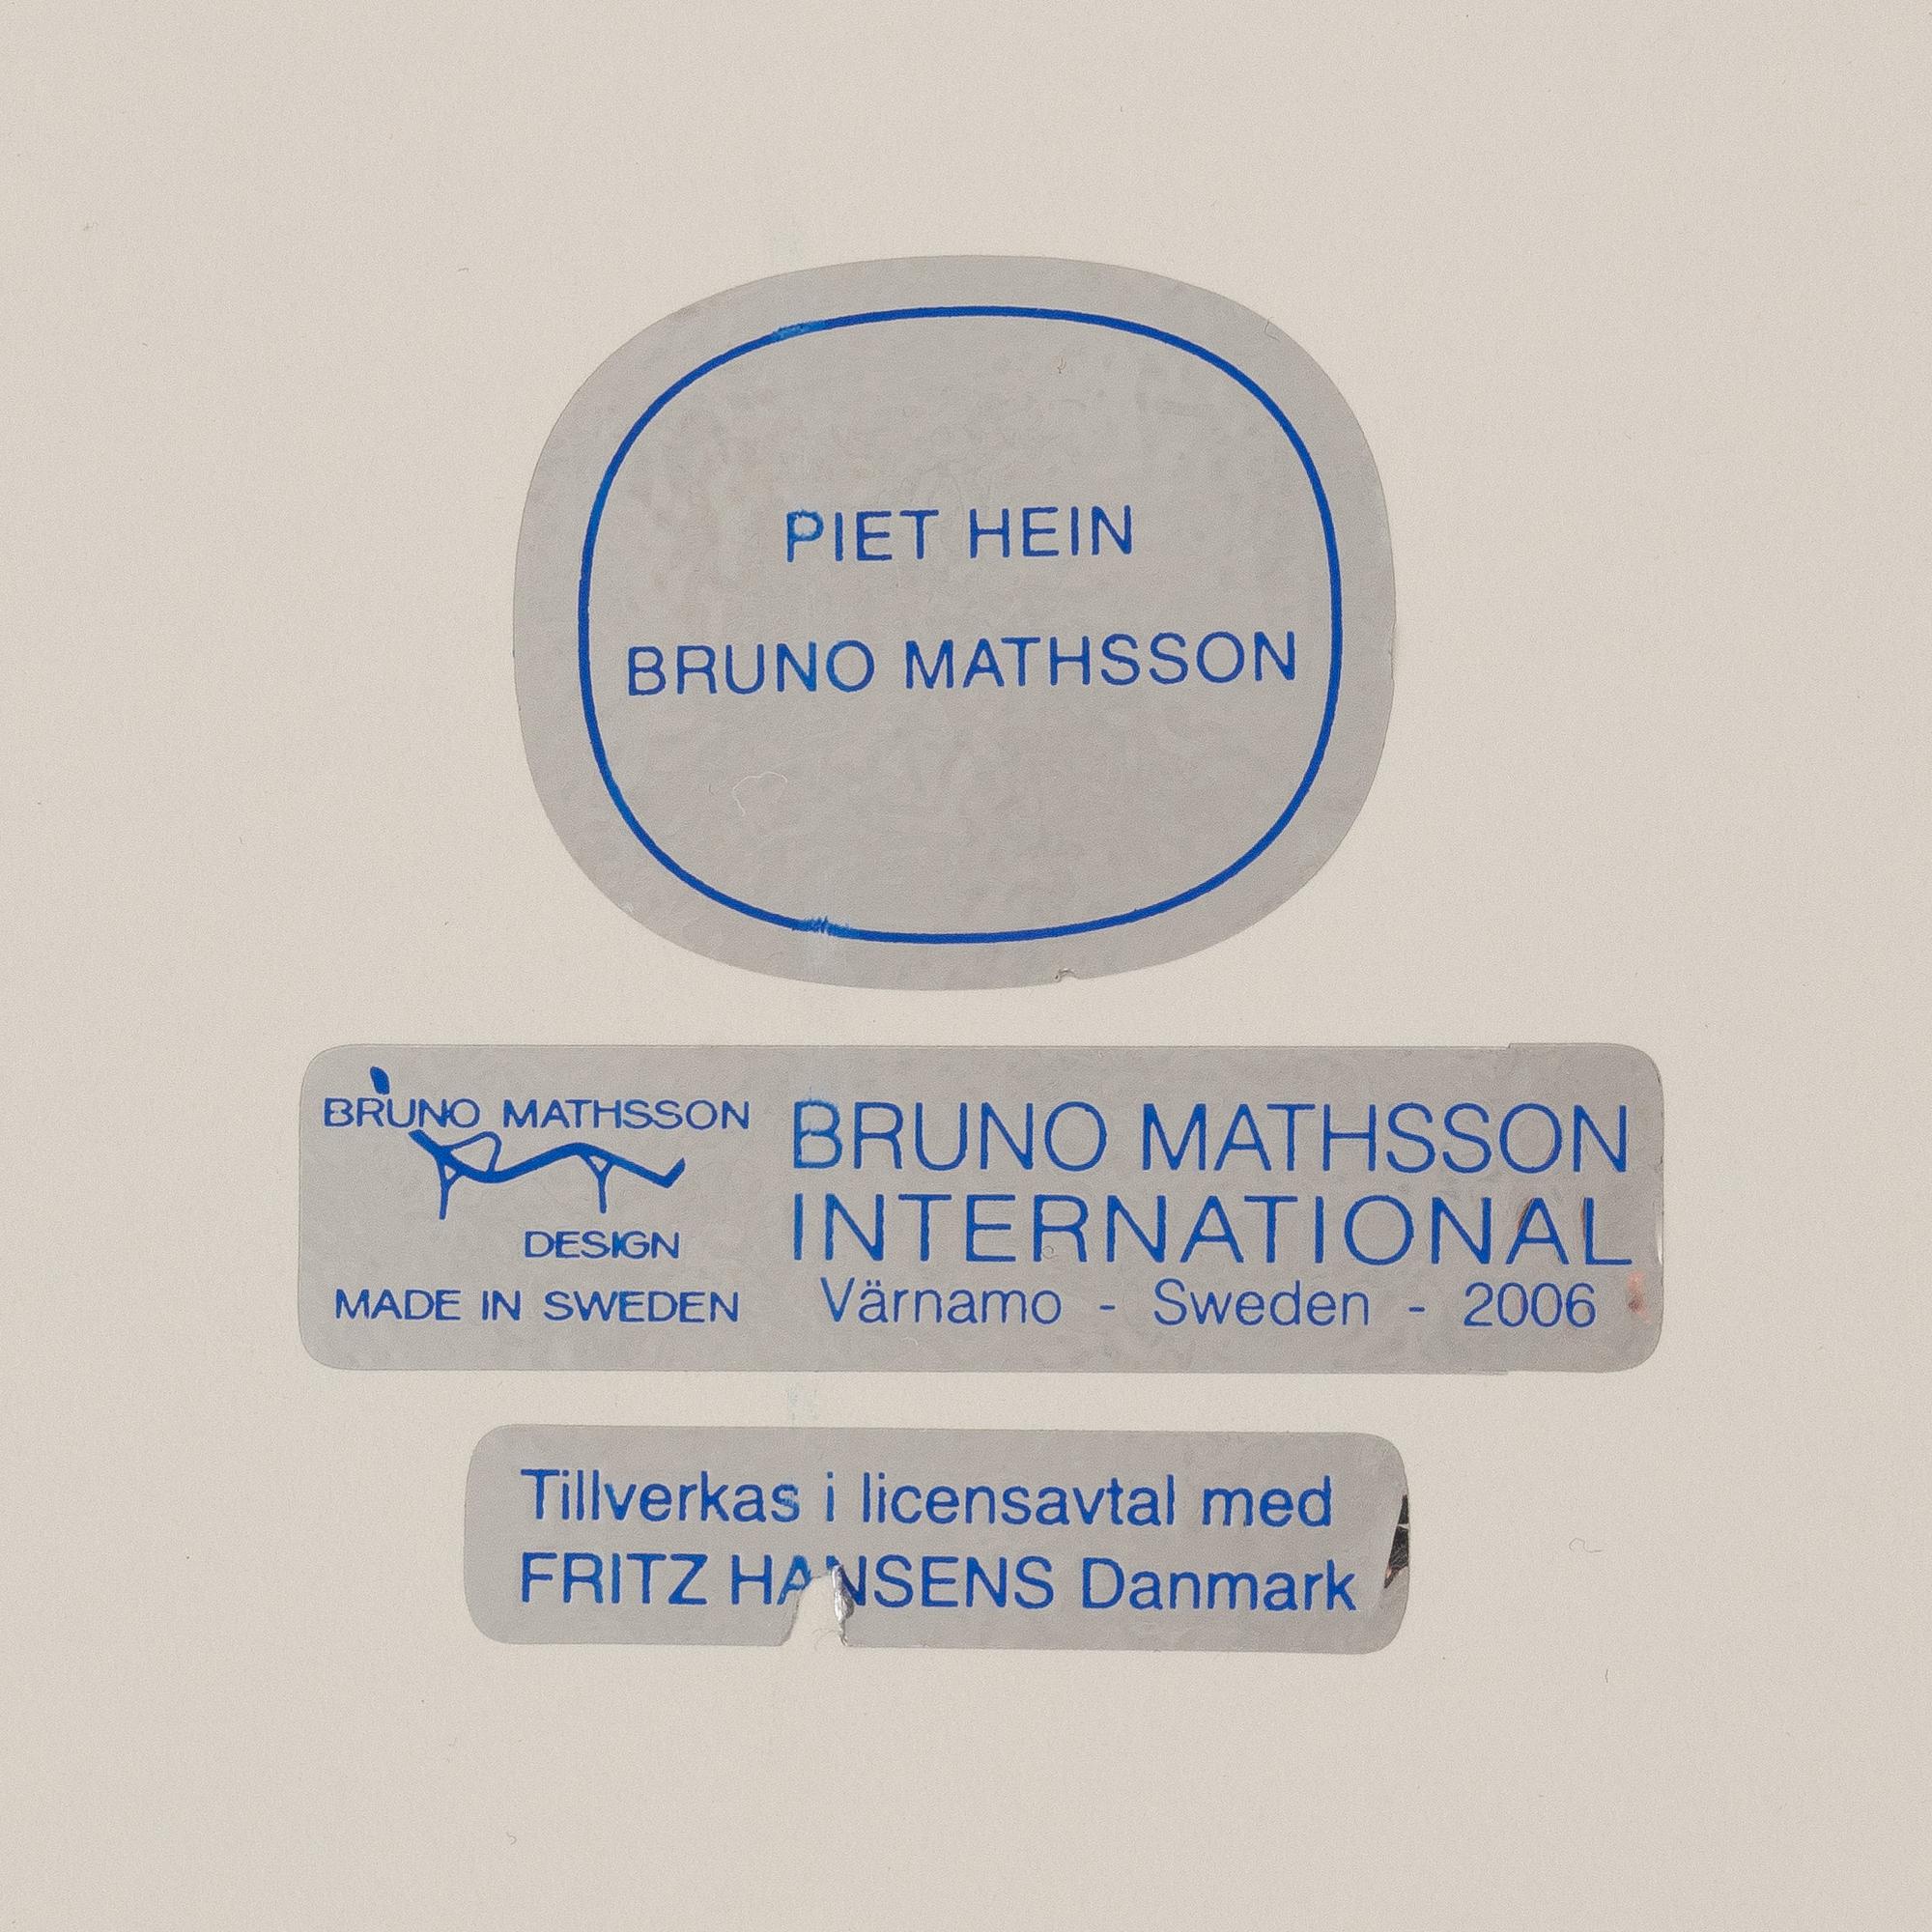 PIET HEIN
BRUNO MATHSSON
BRUNO MATHSSON
DESIGN
MADE IN SWEDEN
BRUNO MATHSSON
INTERNATIONAL
Värnamo - Sweden - 2006
Tillverkas i licensavtal med
FRITZ HANSENS Danmark